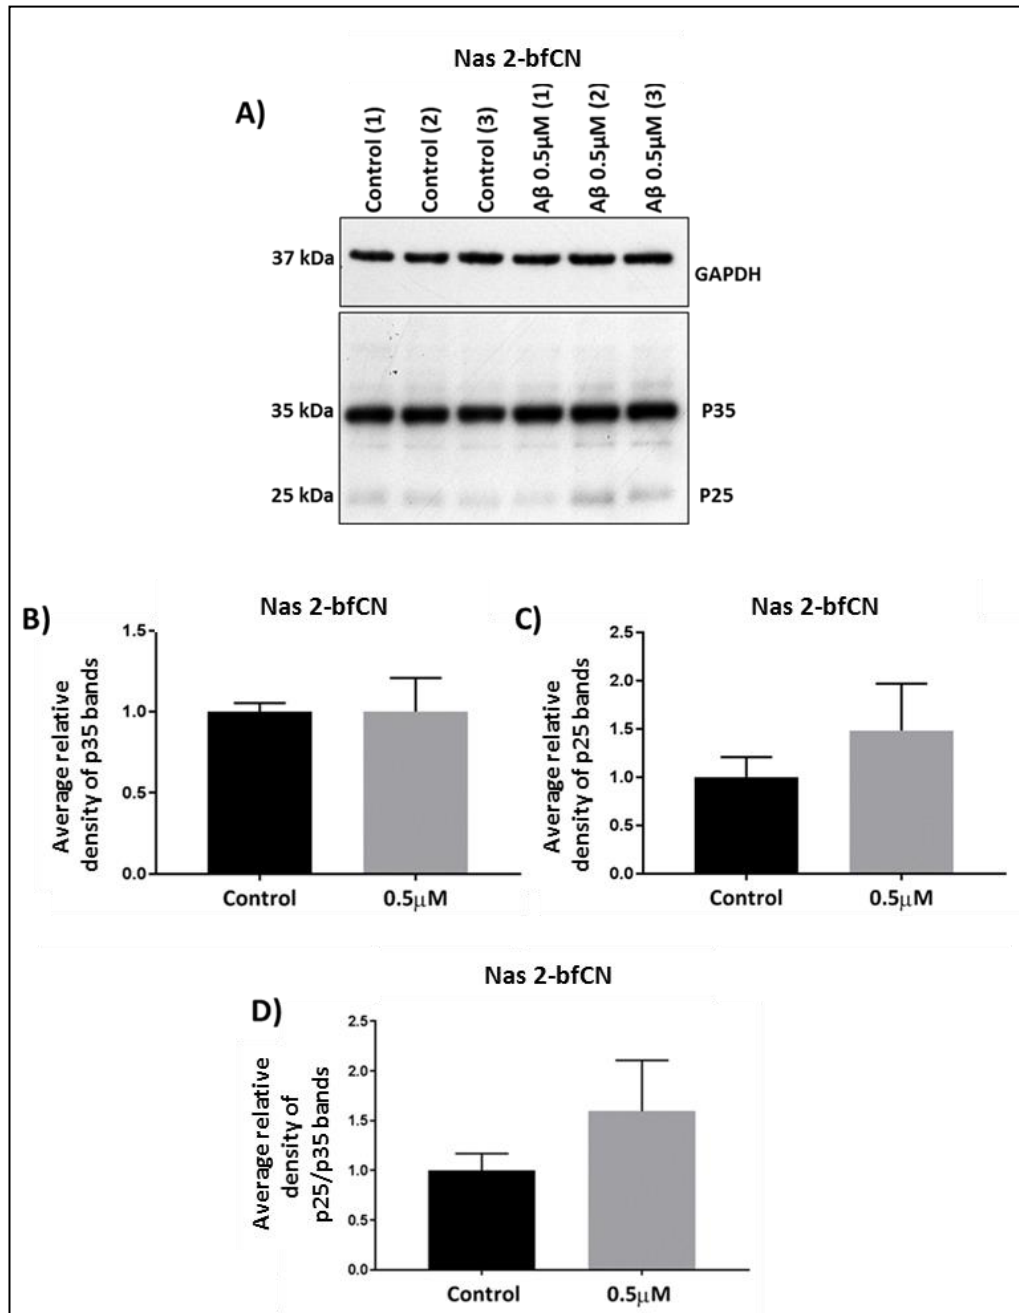 Nas 2-bfCN
A)
Control (1)
Control (2)
Control (3)
Aβ 0.5µM (1)
Aβ 0.5µM (2)
Aβ 0.5µM (3)
37 kDa
GAPDH
35 kDa
P35
25 kDa
P25
B)
Nas 2-bfCN
Average relative
density of p35 bands
1.5
1.0
0.5
0.0
Control
0.5µM
C)
Nas 2-bfCN
Average relative
density of p25 bands
2.5
2.0
1.5
1.0
0.5
0.0
Control
0.5µM
Nas 2-bfCN
D)
Average relative
density of
p25/p35 bands
2.5
2.0
1.5
1.0
0.5
0.0
Control
0.5µM